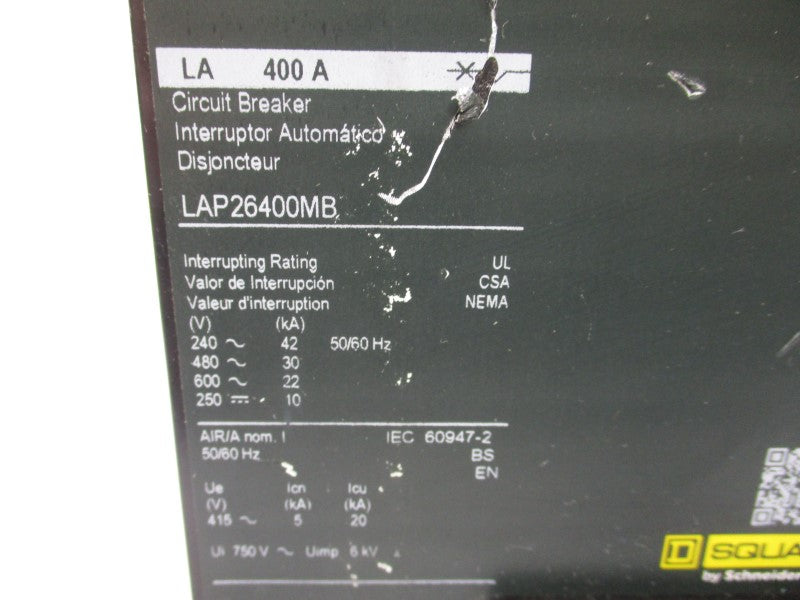 LA 400 A
Circuit Breaker
Interruptor Automático
Disjoncteur
LAP26400MB
Interrupting Rating UL
Valor de Interrupción CSA
Valeur d'interruption NEMA
(V) (kA)
240 ~ 42 50/60 Hz
480 ~ 30
600 ~ 22
250 ⎓ 10
AIR/A nom. I IEC 60947-2
50/60 Hz BS
EN
Ue Icn Icu
(V) (kA) (kA)
415 ~ 5 20
Ui 750 V ~ Uimp 6 kV
SQUA
by Schneider